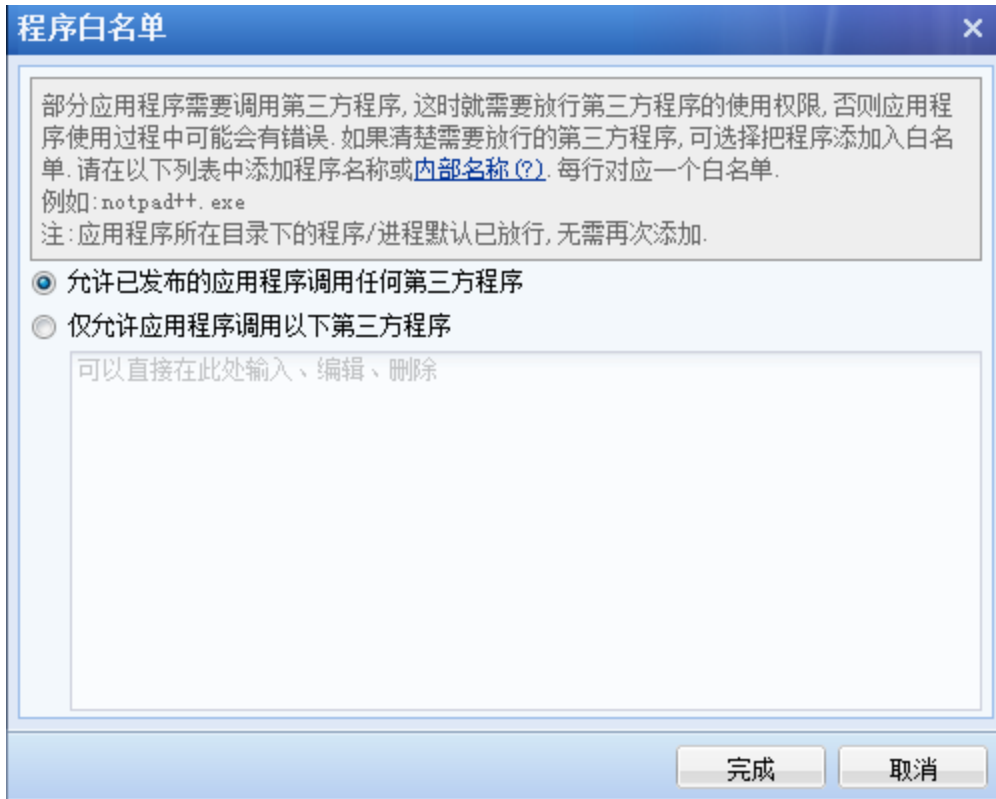 程序白名单
部分应用程序需要调用第三方程序,这时就需要放行第三方程序的使用权限,否则应用程
序使用过程中可能会有错误.如果清楚需要放行的第三方程序,可选择把程序添加入白名
单.请在以下列表中添加程序名称或内部名称(?).每行对应一个白名单.
例如:notpad++.exe
注:应用程序所在目录下的程序/进程默认已放行,无需再次添加.
允许已发布的应用程序调用任何第三方程序
仅允许应用程序调用以下第三方程序
可以直接在此处输入、编辑、删除
完成
取消